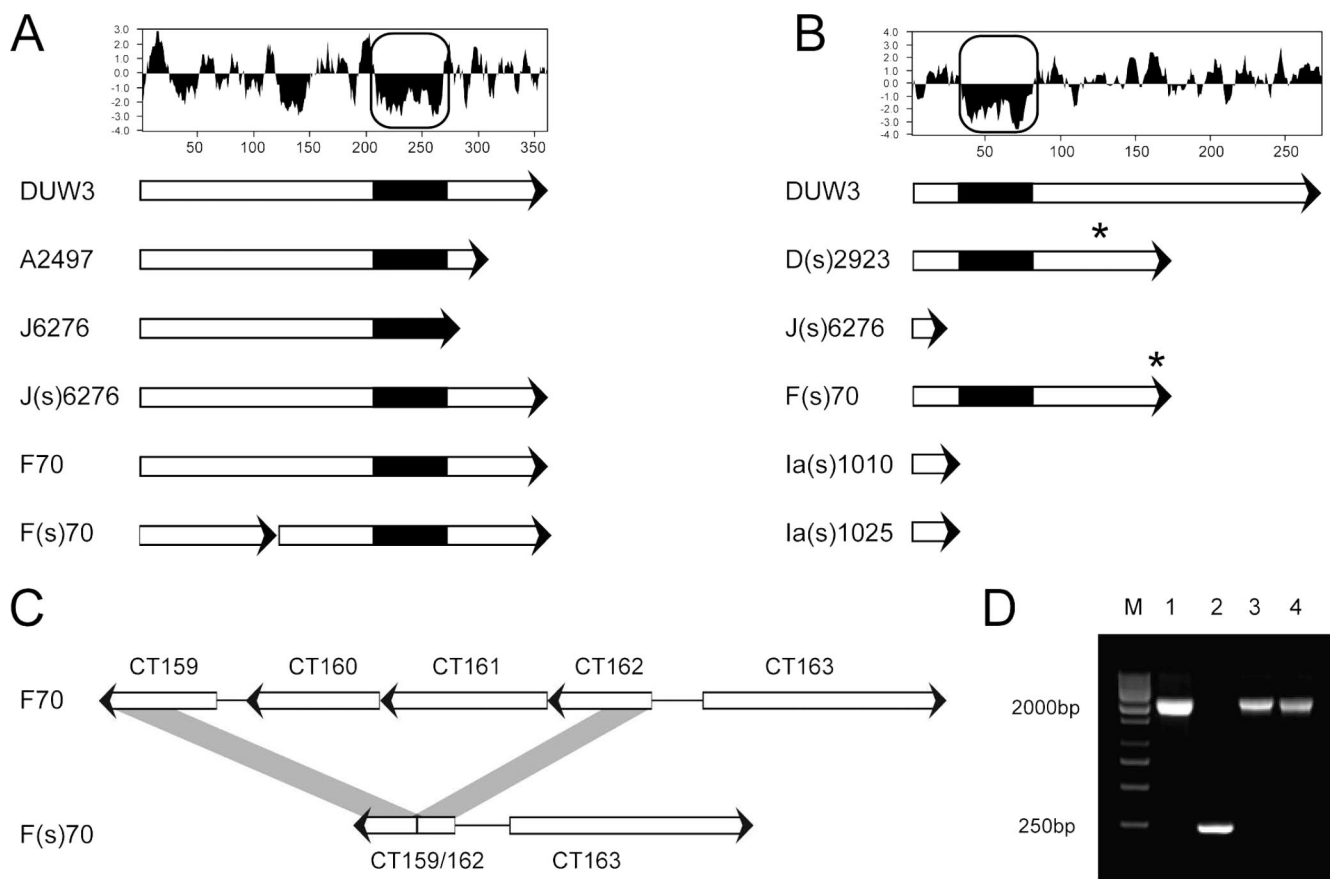 A
3.0
2.0
1.0
0.0
-1.0
-2.0
-3.0
-4.0
50 100 150 200 250 300 350
DUW3
A2497
J6276
J(s)6276
F70
F(s)70
B
4.0
3.0
2.0
1.0
0.0
-1.0
-2.0
-3.0
-4.0
50 100 150 200 250
DUW3
*
D(s)2923
J(s)6276
*
F(s)70
Ia(s)1010
Ia(s)1025
C
CT159 CT160 CT161 CT162 CT163
F70
F(s)70
CT159/162 CT163
D
M 1 2 3 4
2000bp
250bp